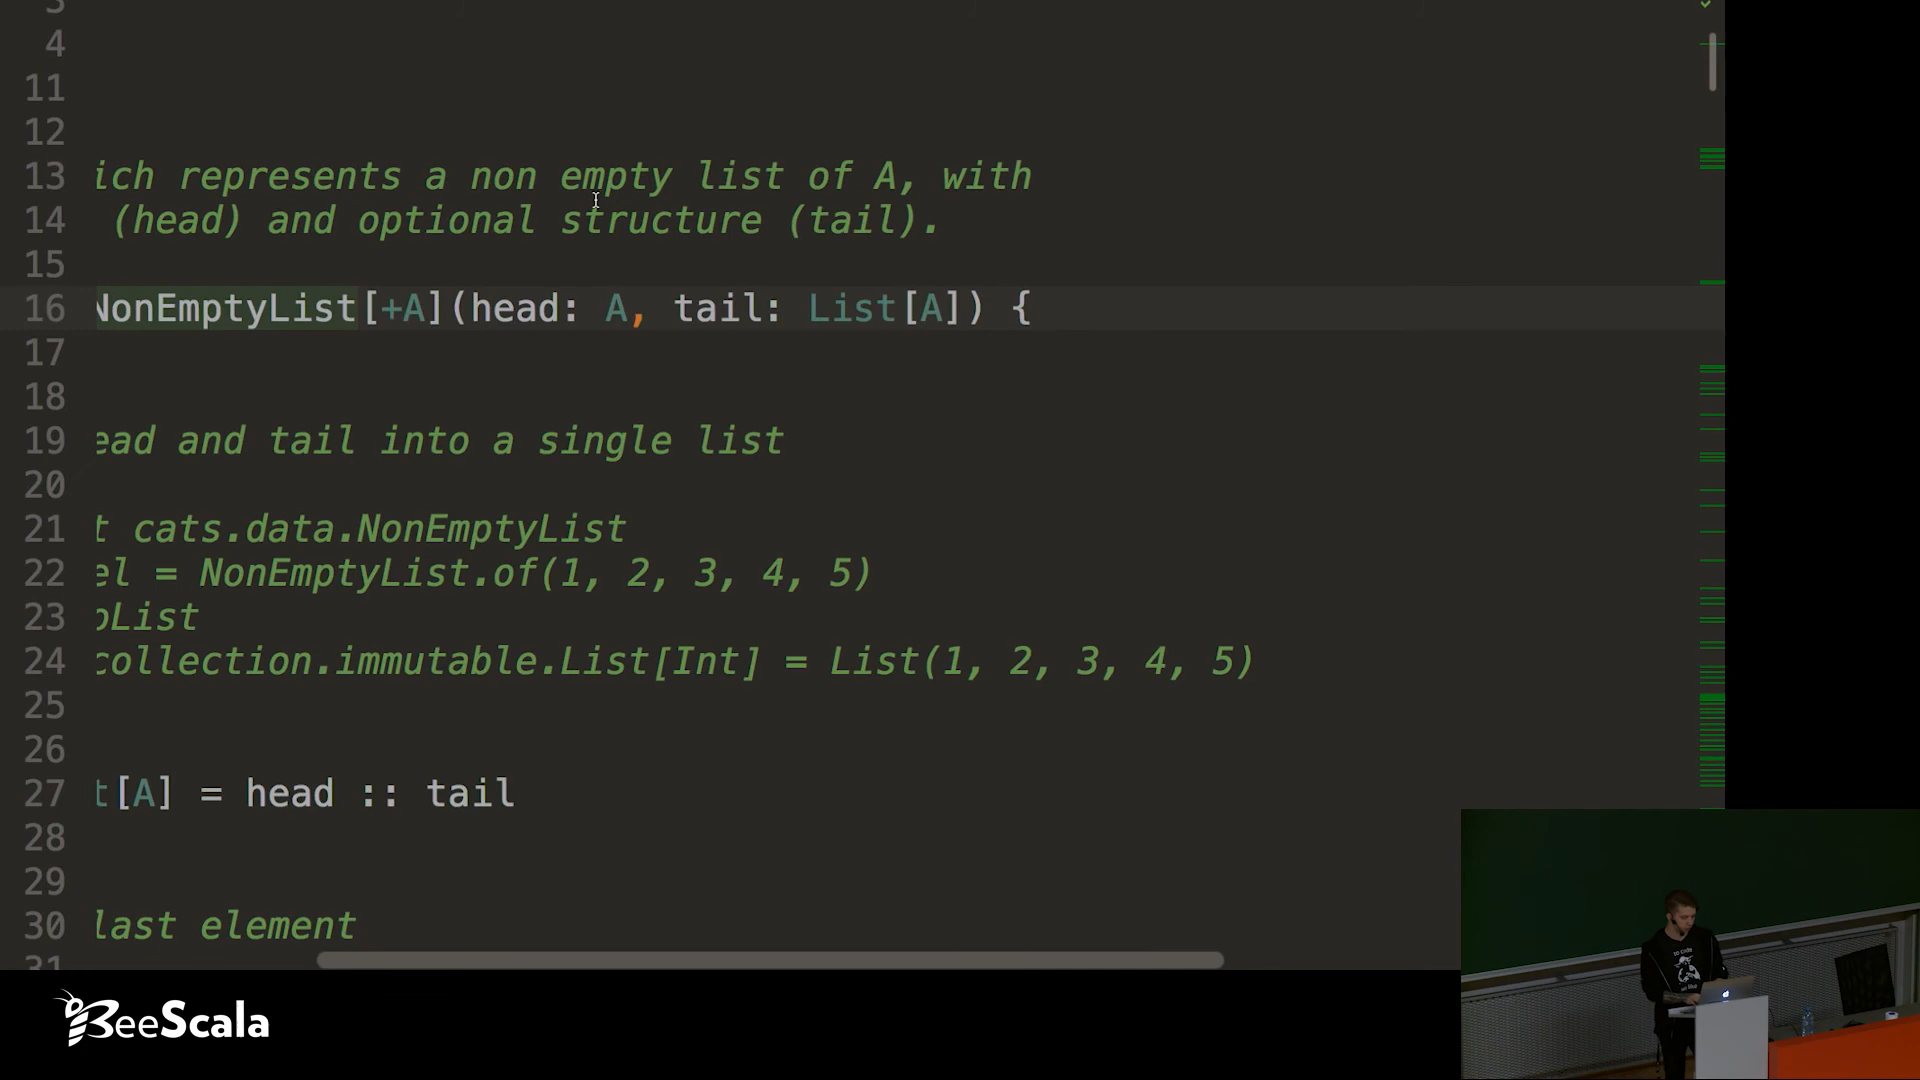 3
4
11
12
13 ich represents a non empty list of A, with
14 (head) and optional structure (tail).
15
16 NonEmptyList[+A](head: A, tail: List[A]) {
17
18
19 ead and tail into a single list
20
21 t cats.data.NonEmptyList
22 el = NonEmptyList.of(1, 2, 3, 4, 5)
23 oList
24 collection.immutable.List[Int] = List(1, 2, 3, 4, 5)
25
26
27 t[A] = head :: tail
28
29
30 last element
31
BeeScala